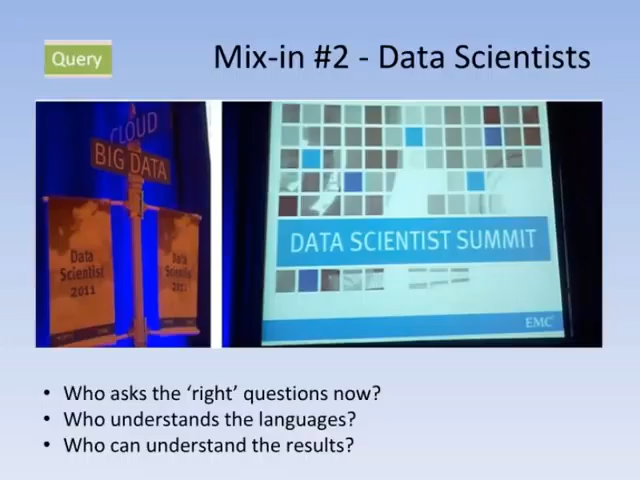 Query
Mix-in #2 - Data Scientists
CLOUD
BIG DATA
Data
Scientist
2011
Data
Scientist
2011
DATA SCIENTIST SUMMIT
EMC²
• Who asks the ‘right’ questions now?
• Who understands the languages?
• Who can understand the results?